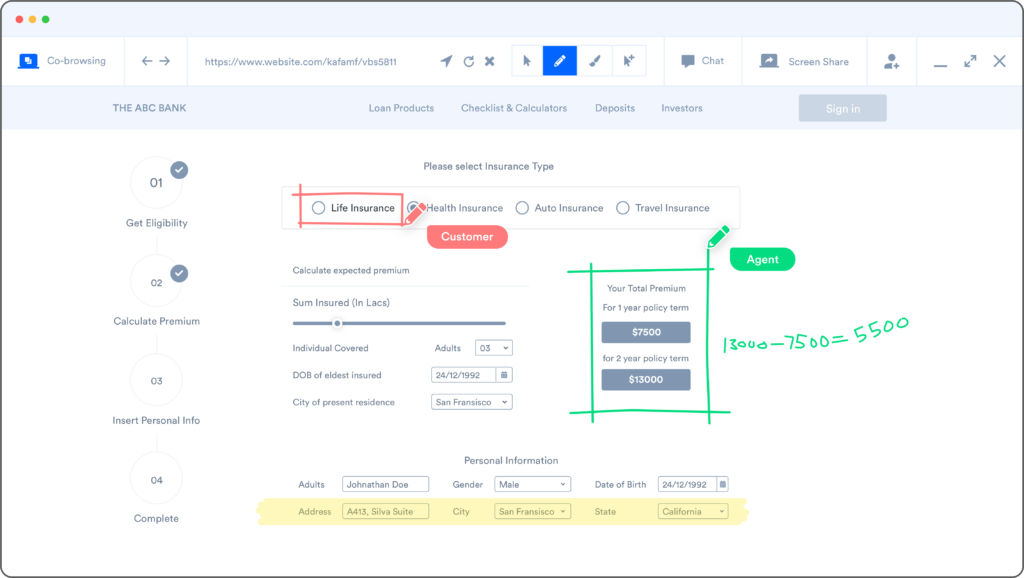 Co-browsing https://www.website.com/kafamf/vbs5811 Chat Screen Share
THE ABC BANK Loan Products Checklist & Calculators Deposits Investors Sign in
Please select Insurance Type
01
Get Eligibility
Life Insurance Health Insurance Auto Insurance Travel Insurance
Customer
Agent
02
Calculate Premium
Calculate expected premium
Sum Insured (In Lacs)
Individual Covered Adults 03
DOB of eldest insured 24/12/1992
City of present residence San Fransisco
Your Total Premium
For 1 year policy term
$7500
for 2 year policy term
$13000
13000-7500=5500
03
Insert Personal Info
04
Complete
Personal Information
Adults Johnathan Doe Gender Male Date of Birth 24/12/1992
Address A413, Silva Suite City San Fransisco State California